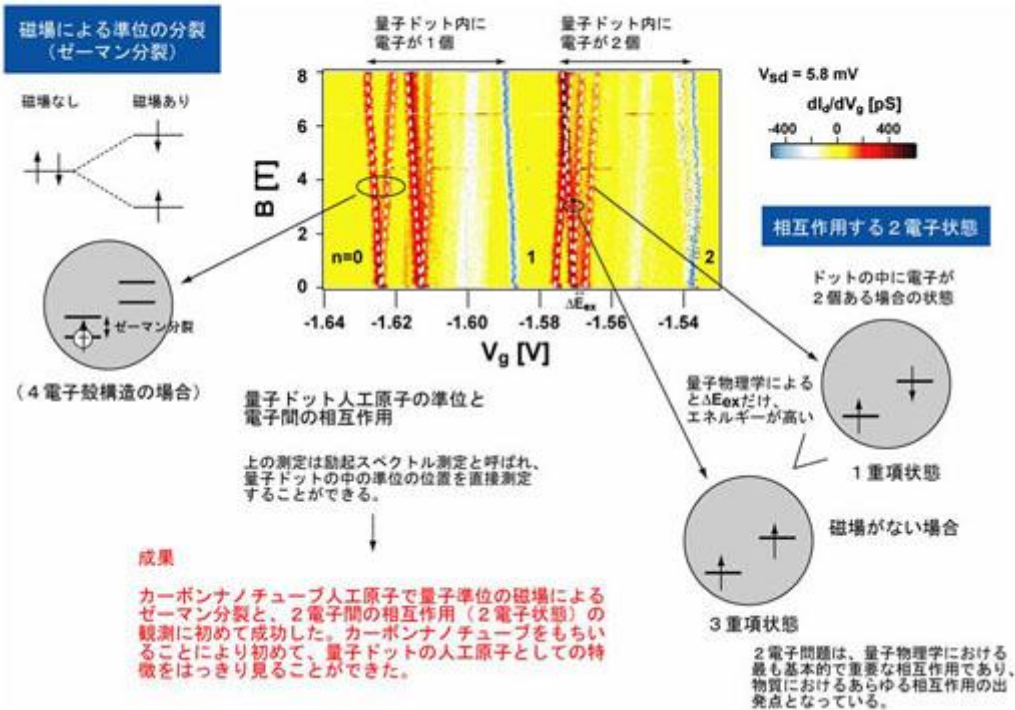 磁場による準位の分裂
（ゼーマン分裂）
磁場なし
磁場あり
ゼーマン分裂
（４電子殻構造の場合）
量子ドット内に
電子が１個
量子ドット内に
電子が２個
8
6
4
2
0
B [T]
n=0
1
2
ΔEex
-1.64
-1.62
-1.60
-1.58
-1.56
-1.54
Vg [V]
Vsd = 5.8 mV
dId/dVg [pS]
-400
0
400
相互作用する２電子状態
ドットの中に電子が
２個ある場合の状態
量子物理学による
とΔEexだけ、
エネルギーが高い
１重項状態
磁場がない場合
３重項状態
２電子問題は、量子物理学における
最も基本的で重要な相互作用であり、
物質におけるあらゆる相互作用の出
発点となっている。
量子ドット人工原子の準位と
電子間の相互作用
上の測定は励起スペクトル測定と呼ばれ、
量子ドットの中の準位の位置を直接測定
することができる。
成果
カーボンナノチューブ人工原子で量子準位の磁場による
ゼーマン分裂と、２電子間の相互作用（２電子状態）の
観測に初めて成功した。カーボンナノチューブをもちい
ることにより初めて、量子ドットの人工原子としての特
徴をはっきり見ることができた。